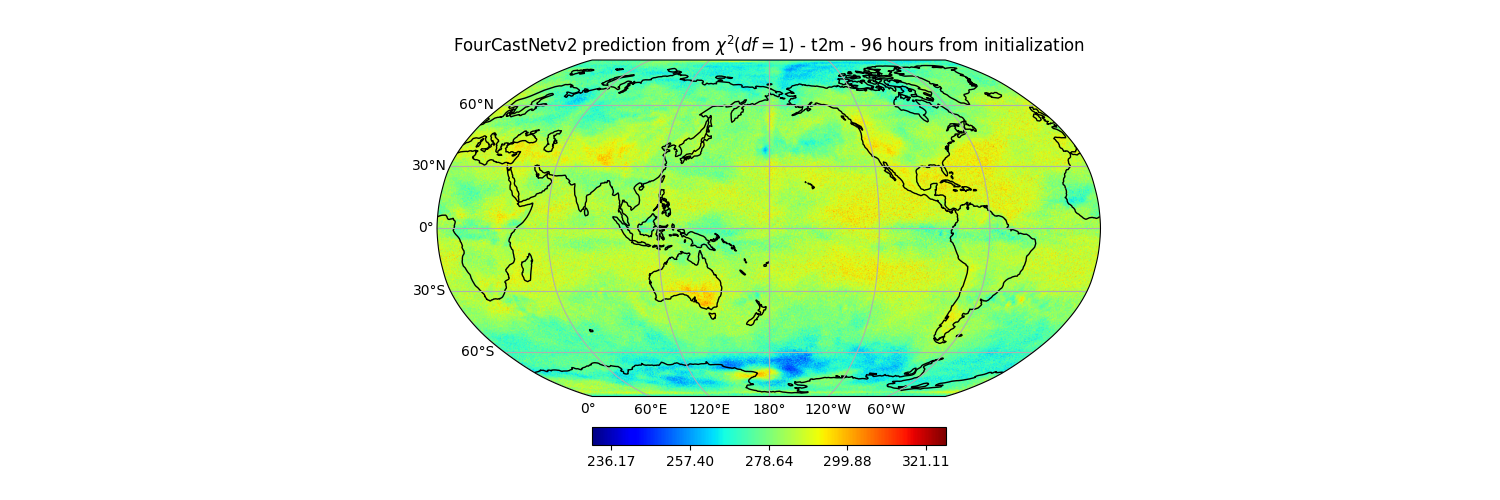 FourCastNetv2 prediction from χ²(df = 1) - t2m - 96 hours from initialization
60°N
30°N
0°
30°S
60°S
0° 60°E 120°E 180° 120°W 60°W
236.17 257.40 278.64 299.88 321.11